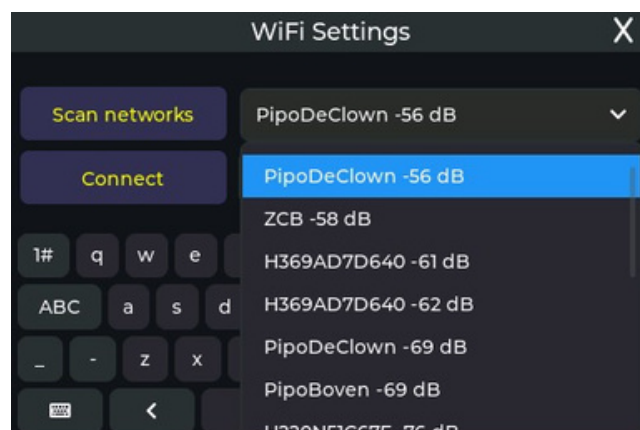 WiFi Settings X
Scan networks
PipoDeClown -56 dB
Connect
PipoDeClown -56 dB
ZCB -58 dB
H369AD7D640 -61 dB
H369AD7D640 -62 dB
PipoDeClown -69 dB
PipoBoven -69 dB
1# q w e
ABC a s d
_ - z x